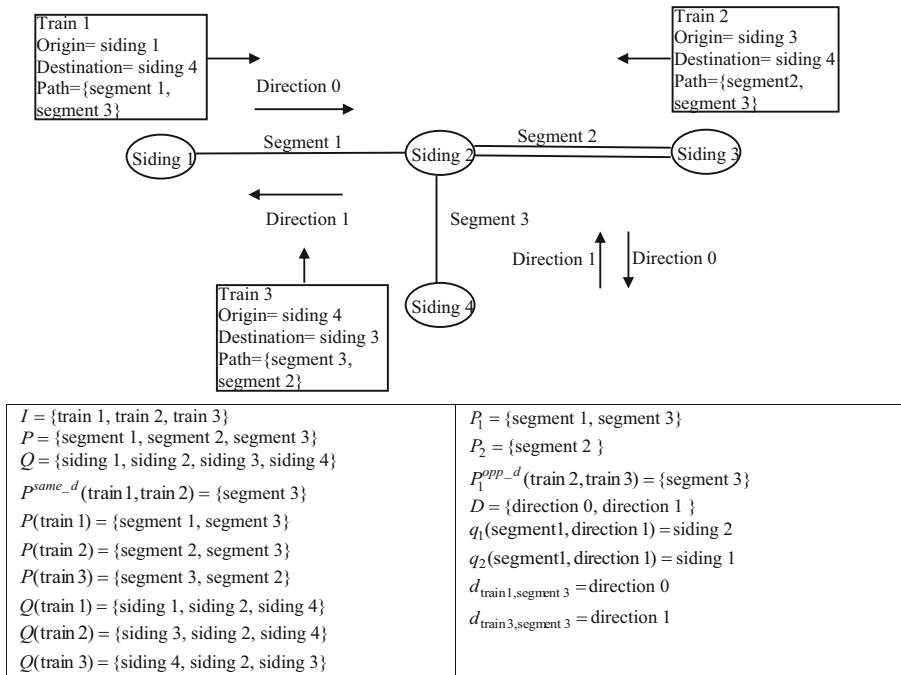 Train 1
Origin= siding 1
Destination= siding 4
Path={segment 1,
segment 3}
Train 2
Origin= siding 3
Destination= siding 4
Path={segment2,
segment 3}
Direction 0
Segment 1
Segment 2
Siding 1
Siding 2
Siding 3
Direction 1
Segment 3
Direction 1
Direction 0
Train 3
Origin= siding 4
Destination= siding 3
Path={segment 3,
segment 2}
Siding 4
I = {train 1, train 2, train 3}
P = {segment 1, segment 2, segment 3}
Q = {siding 1, siding 2, siding 3, siding 4}
P^{same_d}(train 1, train 2) = {segment 3}
P(train 1) = {segment 1, segment 3}
P(train 2) = {segment 2, segment 3}
P(train 3) = {segment 3, segment 2}
Q(train 1) = {siding 1, siding 2, siding 4}
Q(train 2) = {siding 3, siding 2, siding 4}
Q(train 3) = {siding 4, siding 2, siding 3}
P_1 = {segment 1, segment 3}
P_2 = {segment 2 }
P_1^{opp_d}(train 2, train 3) = {segment 3}
D = {direction 0, direction 1 }
q_1(segment1, direction 1) = siding 2
q_2(segment1, direction 1) = siding 1
d_{train1,segment 3} = direction 0
d_{train3,segment 3} = direction 1